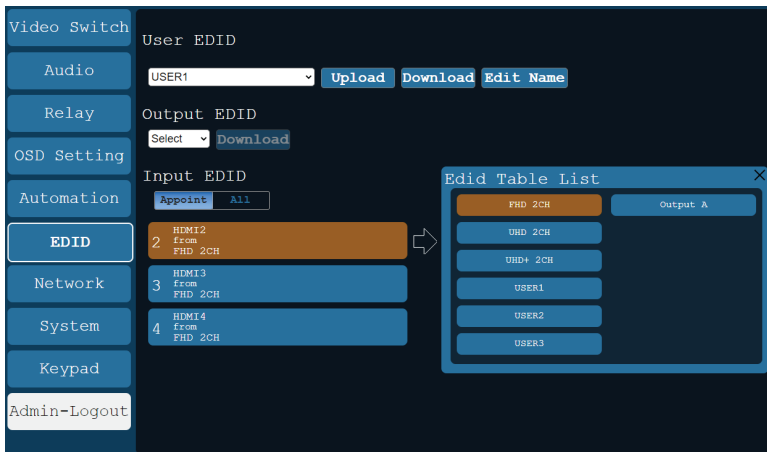 Video Switch
Audio
Relay
OSD Setting
Automation
EDID
Network
System
Keypad
Admin-Logout
User EDID
USER1
Upload
Download
Edit Name
Output EDID
Select
Download
Input EDID
Appoint
All
2
HDMI2
from
FHD 2CH
3
HDMI3
from
FHD 2CH
4
HDMI4
from
FHD 2CH
Edid Table List
FHD 2CH
Output A
UHD 2CH
UHD+ 2CH
USER1
USER2
USER3